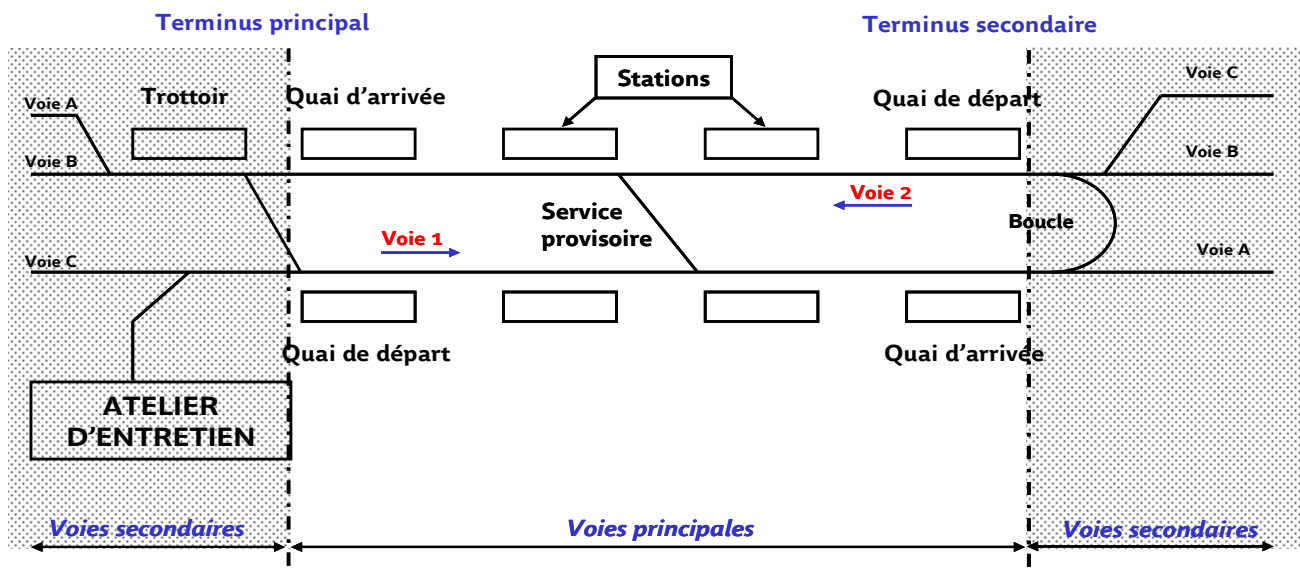 Terminus principal
Terminus secondaire
Stations
Voie C
Voie A
Trottoir
Quai d’arrivée
Quai de départ
Voie B
Voie B
Voie 2
Service
provisoire
Boucle
Voie 1
Voie C
Voie A
Quai de départ
Quai d’arrivée
ATELIER
D'ENTRETIEN
Voies secondaires
Voies principales
Voies secondaires